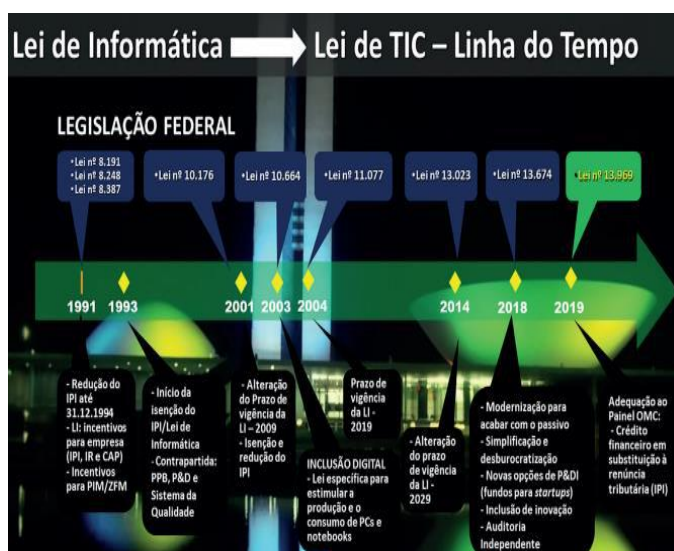 Lei de Informática
Lei de TIC – Linha do Tempo
LEGISLAÇÃO FEDERAL
•Lei nº 8.191
•Lei nº 8.248
•Lei nº 8.387
•Lei nº 10.176
•Lei nº 10.664
•Lei nº 11.077
•Lei nº 13.023
•Lei nº 13.674
•Lei nº 13.969
1991
1993
2001
2003
2004
2014
2018
2019
- Redução do
IPI até
31.12.1994
- LI: incentivos
para empresa
(IPI, IR e CAP)
- Incentivos
para PIM/ZFM
- Início da
isenção do
IPI/Lei de
Informática
- Contrapartida:
PPB, P&D e
Sistema da
Qualidade
- Alteração
do Prazo de
vigência da
LI – 2009
- Isenção e
redução do
IPI
INCLUSÃO DIGITAL
- Lei específica para
estimular a
produção e o
consumo de PCs e
notebooks
Prazo de
vigência
da LI -
2019
- Alteração
do prazo
de vigência
da LI - 2029
- Modernização para
acabar com o passivo
- Simplificação e
desburocratização
- Novas opções de P&DI
(fundos para startups)
- Inclusão de inovação
- Auditoria
Independente
Adequação ao
Painel OMC:
- Crédito
financeiro em
substituição à
renúncia
tributária (IPI)